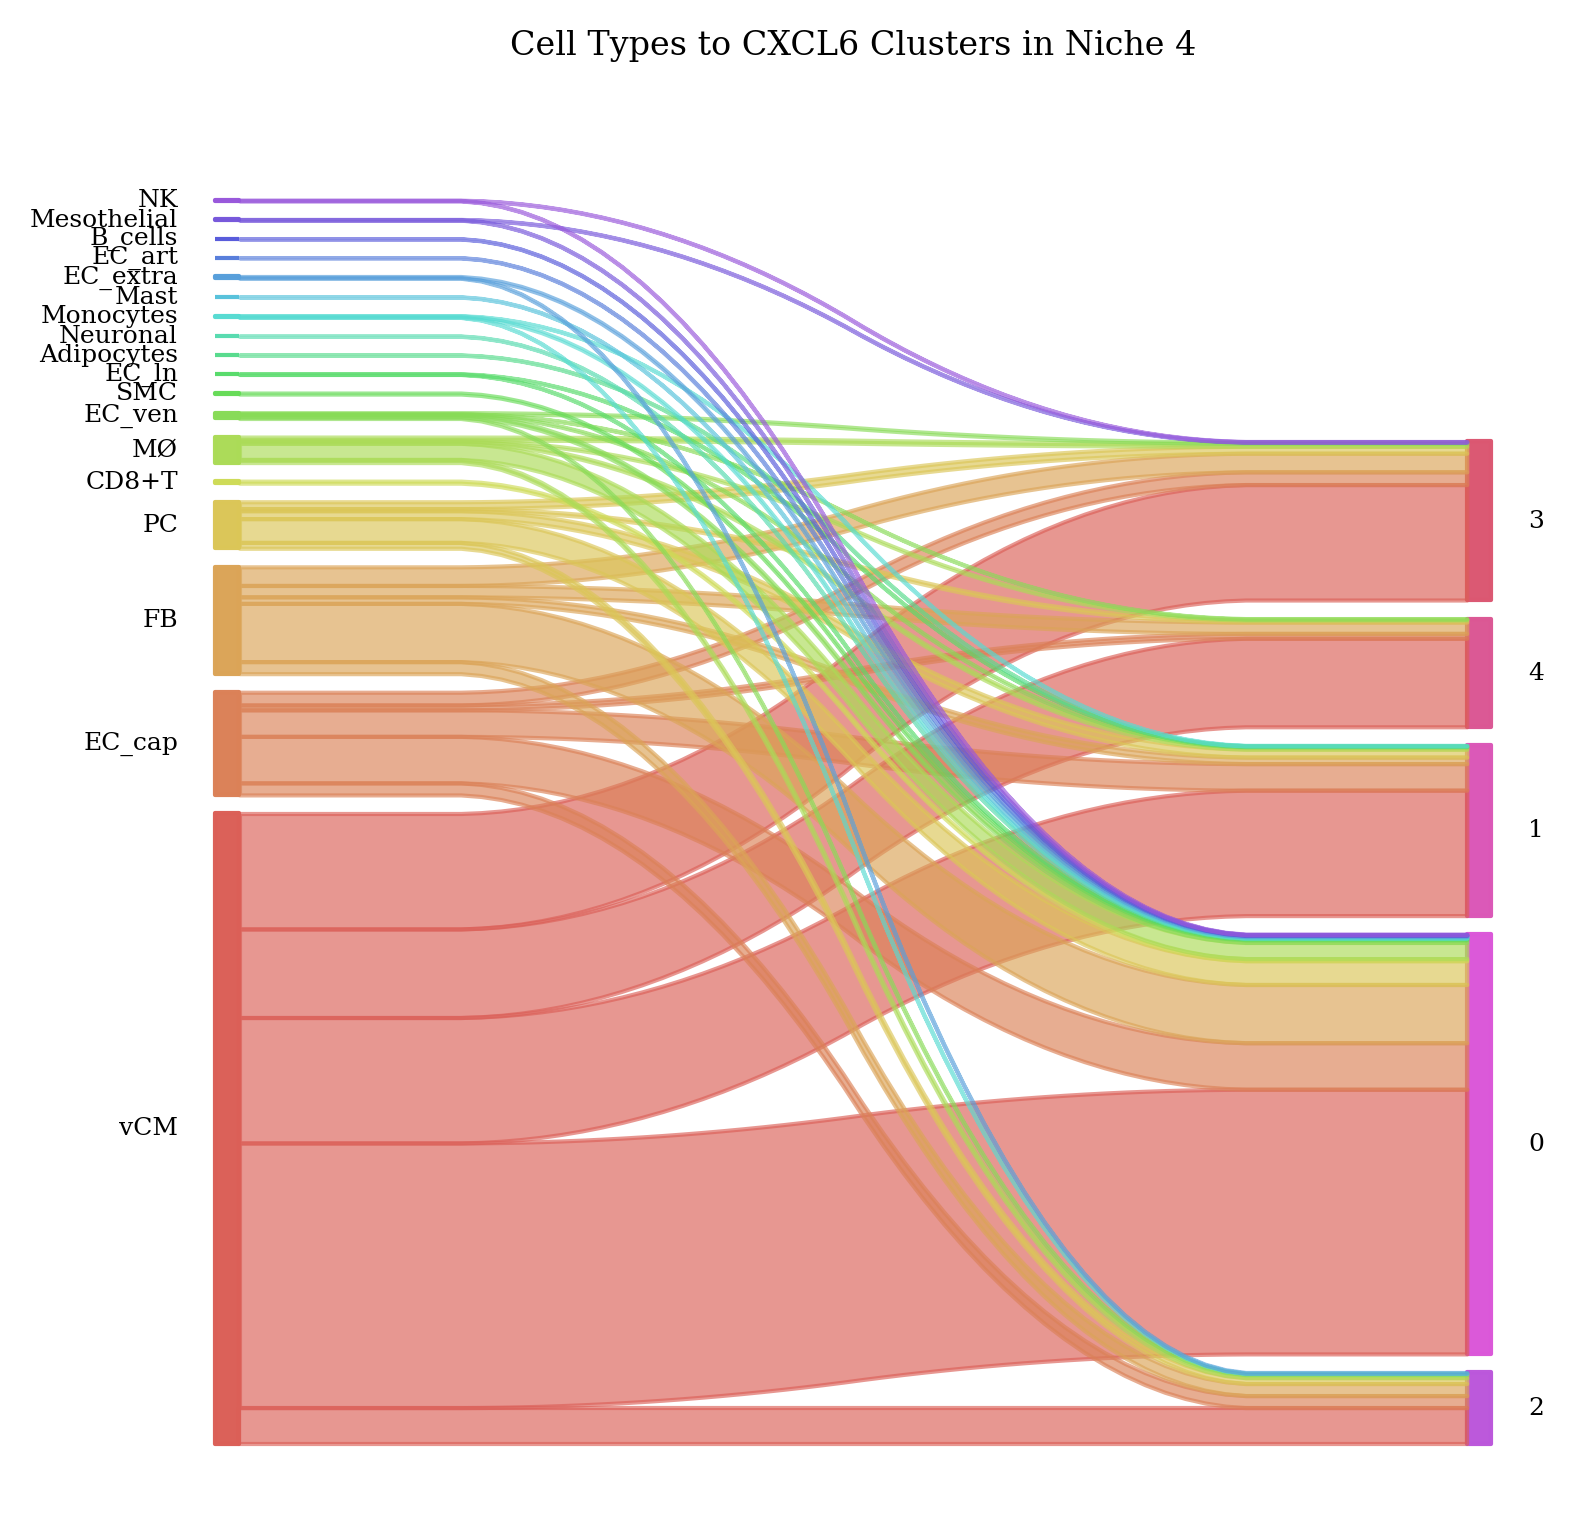 Cell Types to CXCL6 Clusters in Niche 4
NK
Mesothelial
B_cells
EC_art
EC_extra
Mast
Monocytes
Neuronal
Adipocytes
EC_ln
SMC
EC_ven
MØ
CD8+T
PC
FB
EC_cap
vCM
3
4
1
0
2